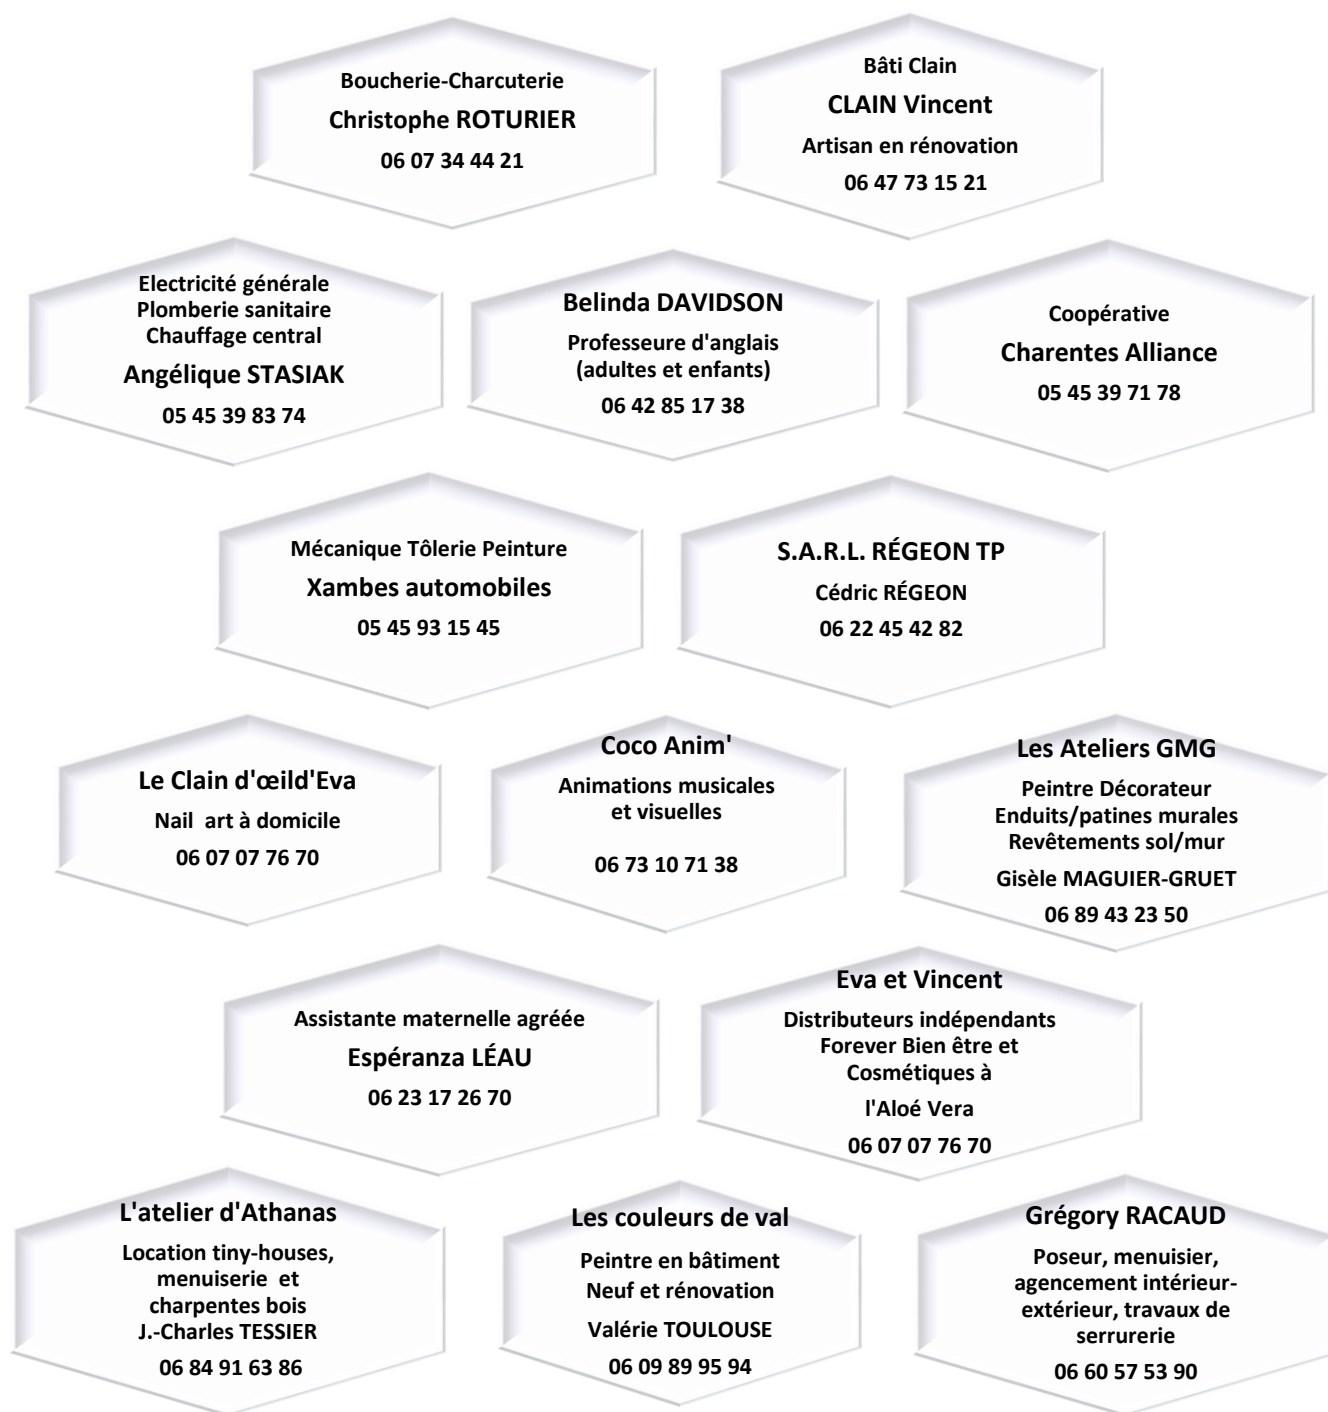 Boucherie-Charcuterie
Christophe ROTURIER
06 07 34 44 21
Bâti Clain
CLAIN Vincent
Artisan en rénovation
06 47 73 15 21
Electricité générale
Plomberie sanitaire
Chauffage central
Angélique STASIAK
05 45 39 83 74
Belinda DAVIDSON
Professeure d'anglais
(adultes et enfants)
06 42 85 17 38
Coopérative
Charentes Alliance
05 45 39 71 78
Mécanique Tôlerie Peinture
Xambes automobiles
05 45 93 15 45
S.A.R.L. RÉGEON TP
Cédric RÉGEON
06 22 45 42 82
Le Clain d'œild'Eva
Nail  art à domicile
06 07 07 76 70
Coco Anim'
Animations musicales
et visuelles
06 73 10 71 38
Les Ateliers GMG
Peintre Décorateur
Enduits/patines murales
Revêtements sol/mur
Gisèle MAGUIER-GRUET
06 89 43 23 50
Assistante maternelle agréée
Espéranza LÉAU
06 23 17 26 70
Eva et Vincent
Distributeurs indépendants
Forever Bien être et
Cosmétiques à
l'Aloé Vera
06 07 07 76 70
L'atelier d'Athanas
Location tiny-houses,
menuiserie  et
charpentes bois
J.-Charles TESSIER
06 84 91 63 86
Les couleurs de val
Peintre en bâtiment
Neuf et rénovation
Valérie TOULOUSE
06 09 89 95 94
Grégory RACAUD
Poseur, menuisier,
agencement intérieur-
extérieur, travaux de
serrurerie
06 60 57 53 90